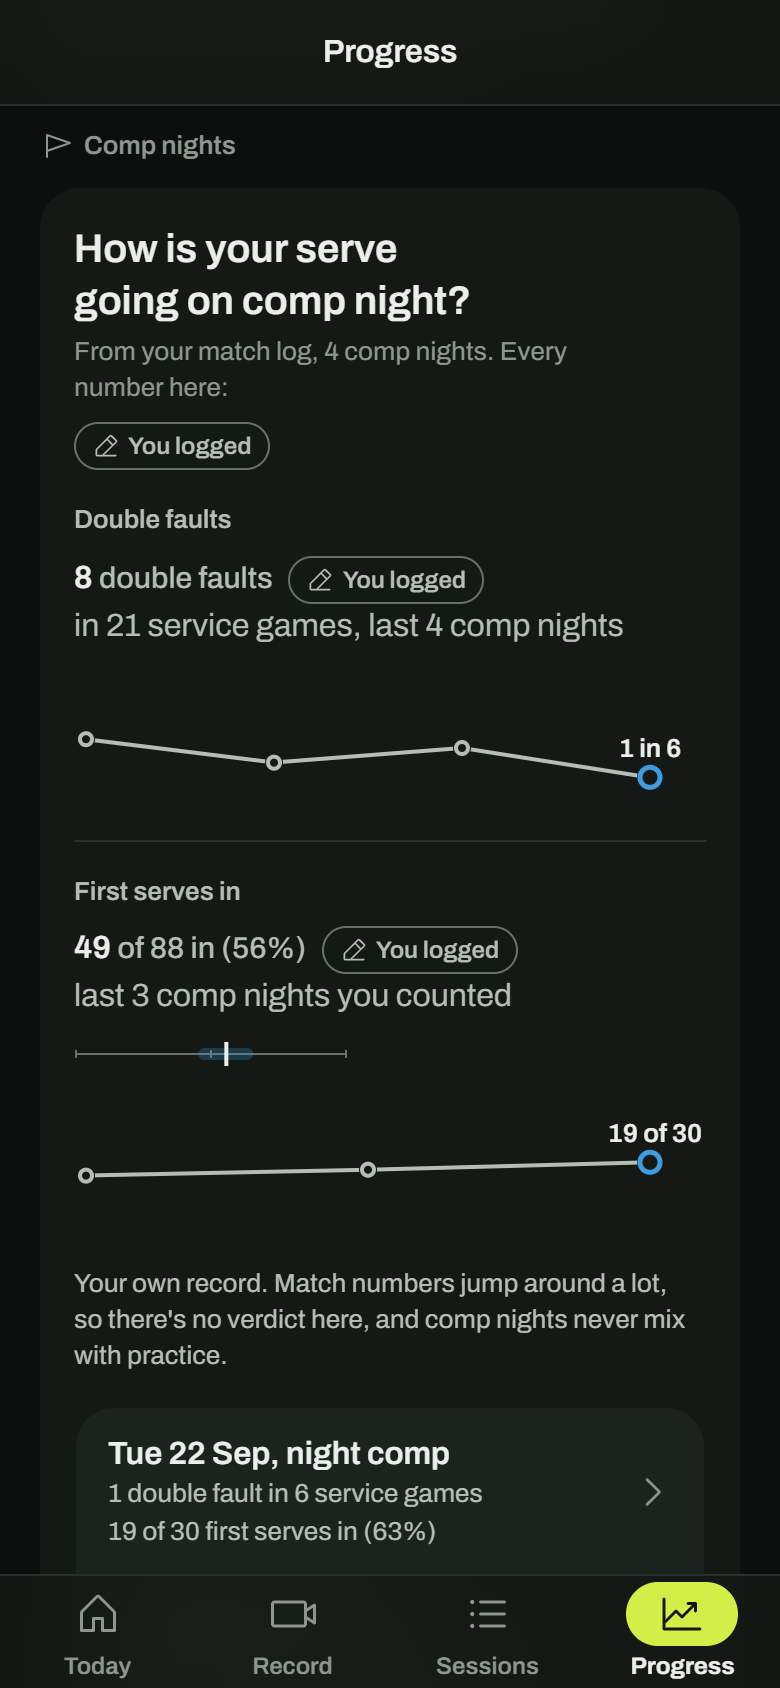 Progress
Comp nights
How is your serve
going on comp night?
From your match log, 4 comp nights. Every
number here:
You logged
Double faults
8 double faults You logged
in 21 service games, last 4 comp nights
1 in 6
First serves in
49 of 88 in (56%) You logged
last 3 comp nights you counted
19 of 30
Your own record. Match numbers jump around a lot,
so there's no verdict here, and comp nights never mix
with practice.
Tue 22 Sep, night comp
1 double fault in 6 service games
19 of 30 first serves in (63%)
Today Record Sessions Progress